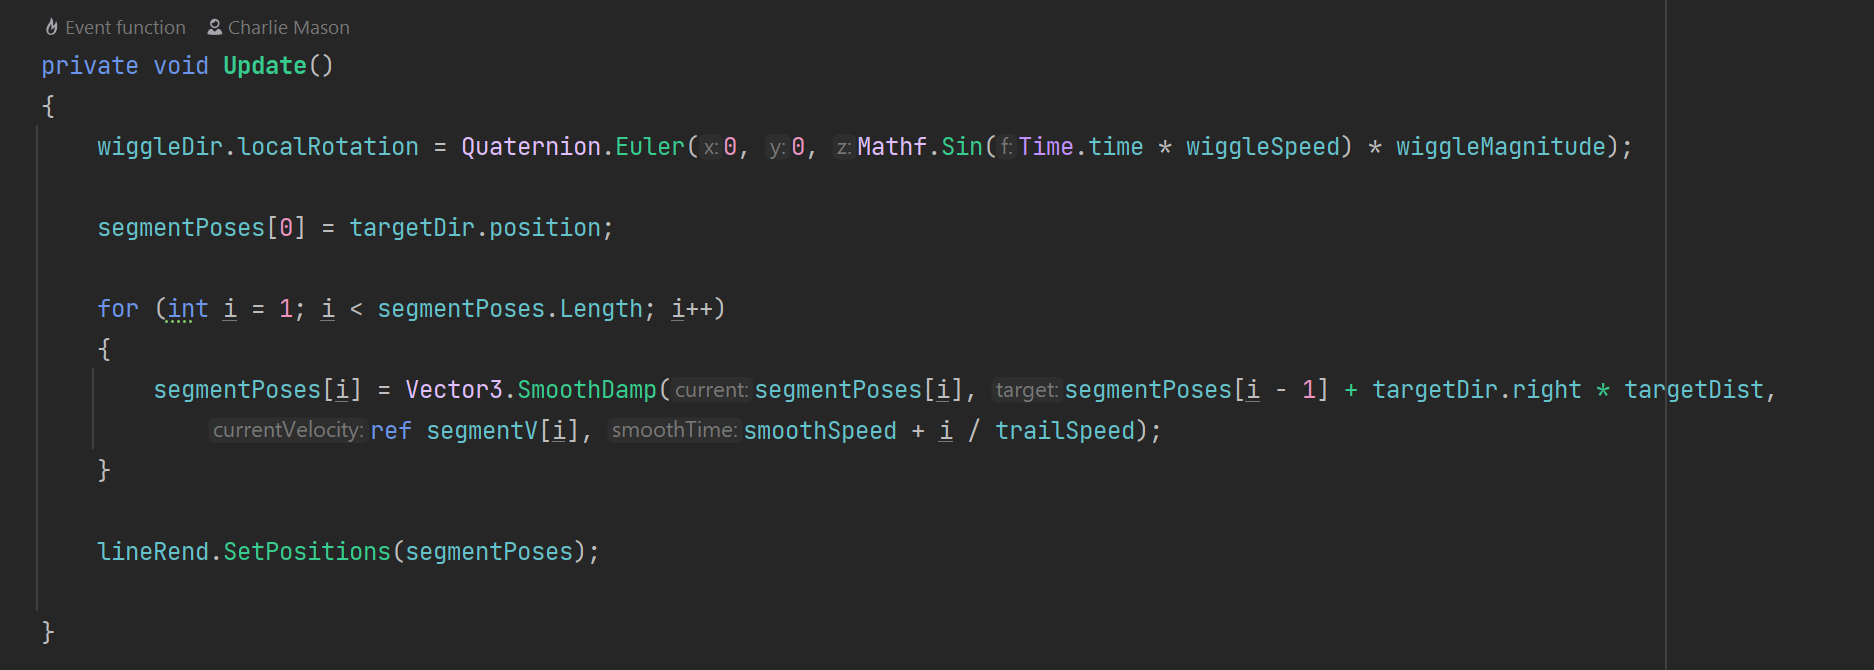 Event function Charlie Mason
private void Update()
{
wiggleDir.localRotation = Quaternion.Euler(x:0, y:0, z:Mathf.Sin(f:Time.time * wiggleSpeed) * wiggleMagnitude);
segmentPoses[0] = targetDir.position;
for (int i = 1; i < segmentPoses.Length; i++)
{
segmentPoses[i] = Vector3.SmoothDamp(current:segmentPoses[i], target:segmentPoses[i - 1] + targetDir.right * targetDist,
currentVelocity:ref segmentV[i], smoothTime:smoothSpeed + i / trailSpeed);
}
lineRend.SetPositions(segmentPoses);
}